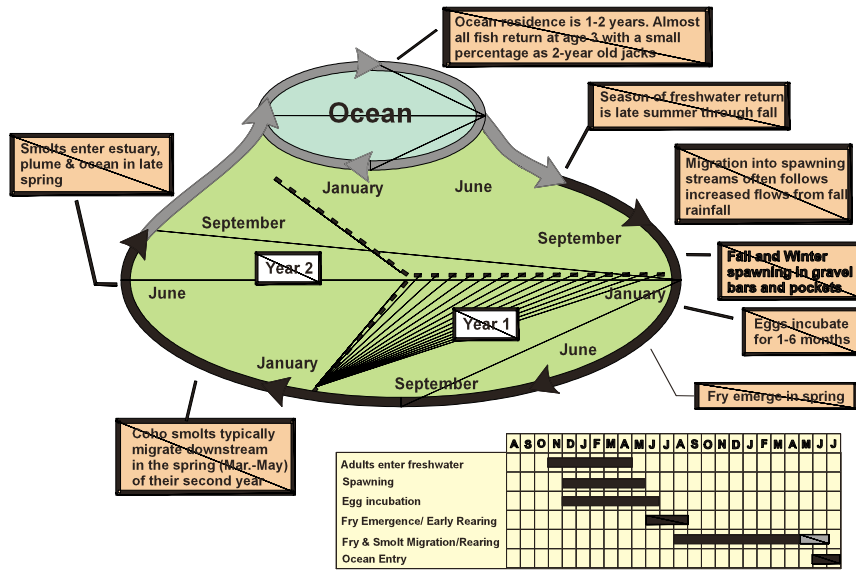 Ocean residence is 1-2 years. Almost
all fish return at age 3 with a small
percentage as 2-year old jacks
Season of freshwater return
is late summer through fall
Ocean
Smolts enter estuary,
plume & ocean in late
spring
Migration into spawning
streams often follows
increased flows from fall
rainfall
January
June
September
September
Fall and Winter
spawning in gravel
bars and pockets
Year 2
June
January
Year 1
Eggs incubate
for 1-6 months
January
June
September
Fry emerge in spring
Coho smolts typically
migrate downstream
in the spring (Mar.-May)
of their second year
A S O N D J F M A M J J A S O N D J F M A M J J
Adults enter freshwater
Spawning
Egg incubation
Fry Emergence/ Early Rearing
Fry & Smolt Migration/Rearing
Ocean Entry